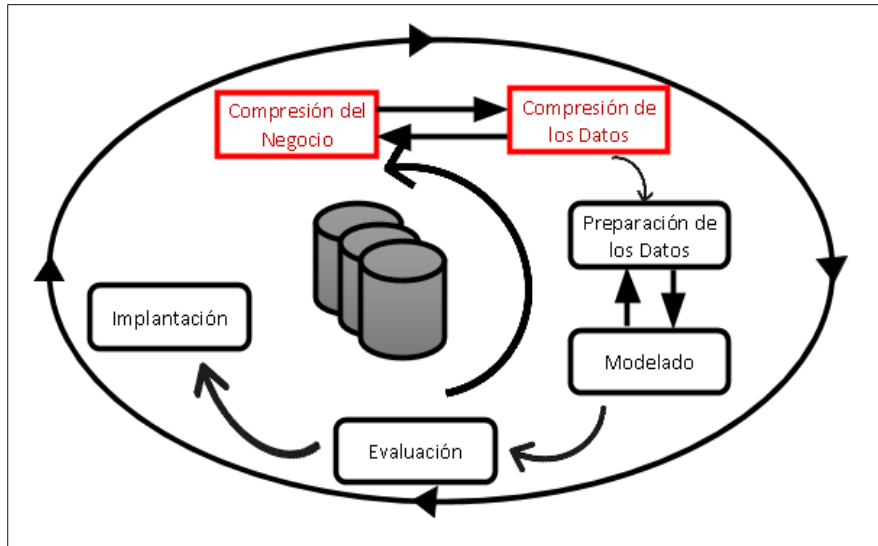 Compresión del
Negocio
Compresión de
los Datos
Preparación de
los Datos
Modelado
Evaluación
Implantación